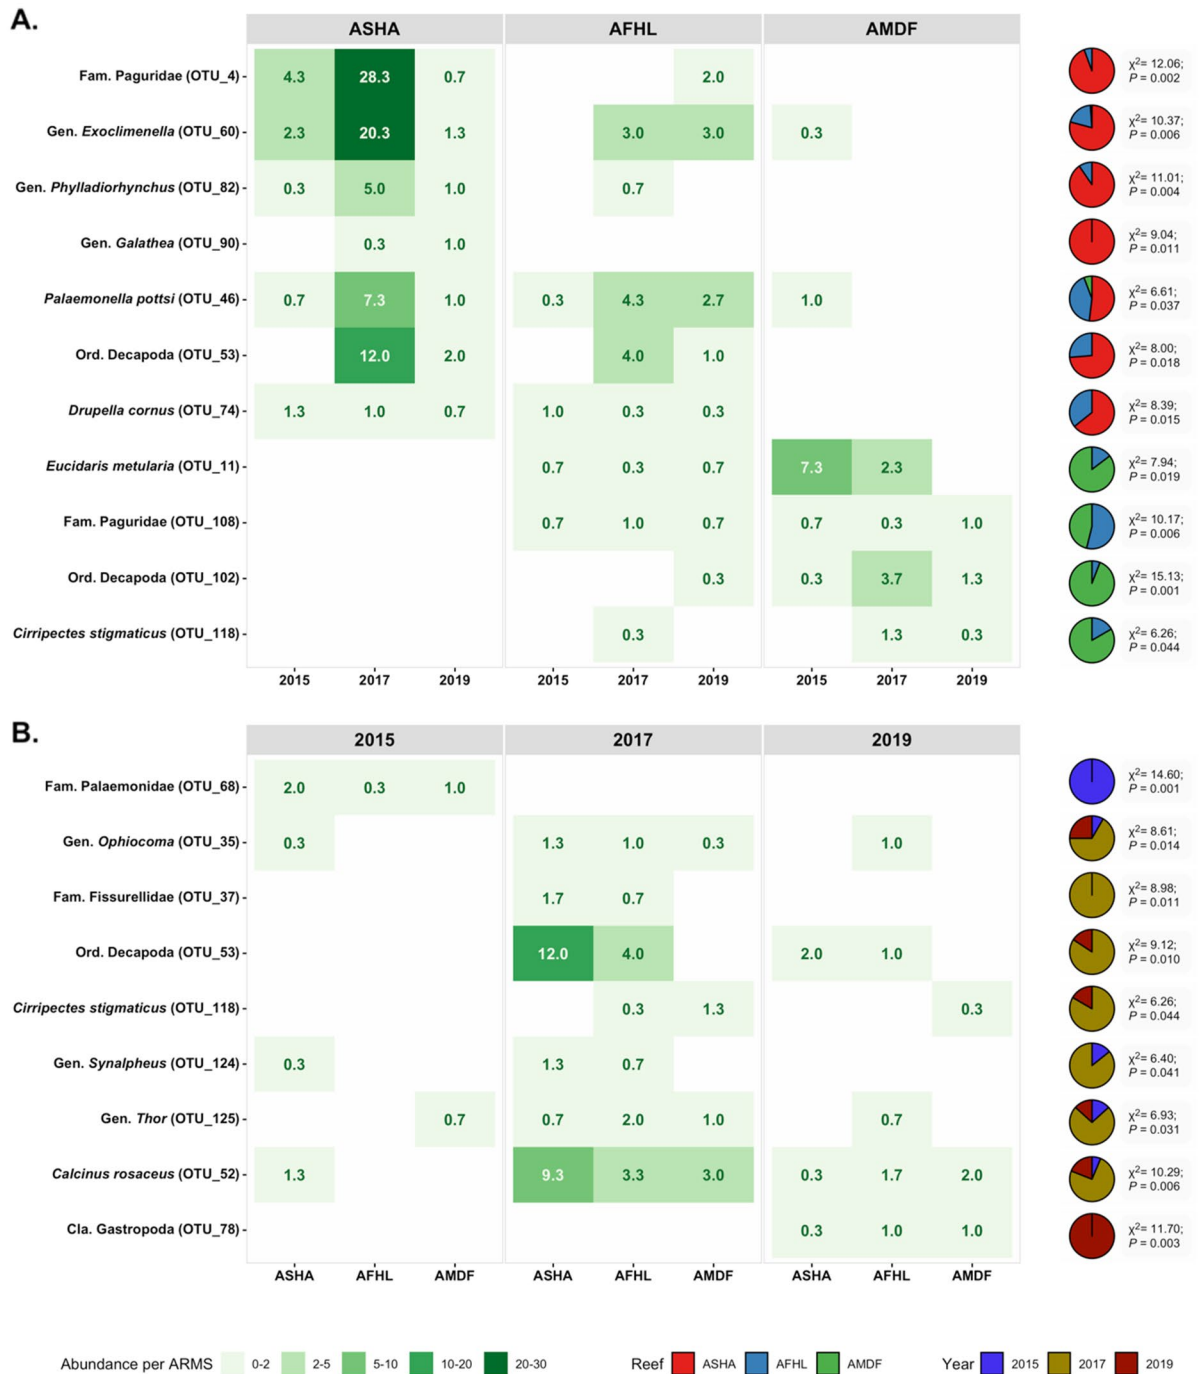 A.
ASHA AFHL AMDF
Fam. Paguridae (OTU_4) 4.3 28.3 0.7 2.0 χ²= 12.06;
P = 0.002
Gen. Exoclimenella (OTU_60) 2.3 20.3 1.3 3.0 3.0 0.3 χ²= 10.37;
P = 0.006
Gen. Phylladiorhynchus (OTU_82) 0.3 5.0 1.0 0.7 χ²= 11.01;
P = 0.004
Gen. Galathea (OTU_90) 0.3 1.0 χ²= 9.04;
P = 0.011
Palaemonella pottsi (OTU_46) 0.7 7.3 1.0 0.3 4.3 2.7 1.0 χ²= 6.61;
P = 0.037
Ord. Decapoda (OTU_53) 12.0 2.0 4.0 1.0 χ²= 8.00;
P = 0.018
Drupella cornus (OTU_74) 1.3 1.0 0.7 1.0 0.3 0.3 χ²= 8.39;
P = 0.015
Eucidaris metularia (OTU_11) 0.7 0.3 0.7 7.3 2.3 χ²= 7.94;
P = 0.019
Fam. Paguridae (OTU_108) 0.7 1.0 0.7 0.7 0.3 1.0 χ²= 10.17;
P = 0.006
Ord. Decapoda (OTU_102) 0.3 0.3 3.7 1.3 χ²= 15.13;
P = 0.001
Cirripectes stigmaticus (OTU_118) 0.3 1.3 0.3 χ²= 6.26;
P = 0.044
2015 2017 2019 2015 2017 2019 2015 2017 2019
B.
2015 2017 2019
Fam. Palaemonidae (OTU_68) 2.0 0.3 1.0 χ²= 14.60;
P = 0.001
Gen. Ophiocoma (OTU_35) 0.3 1.3 1.0 0.3 1.0 χ²= 8.61;
P = 0.014
Fam. Fissurellidae (OTU_37) 1.7 0.7 χ²= 8.98;
P = 0.011
Ord. Decapoda (OTU_53) 12.0 4.0 2.0 1.0 χ²= 9.12;
P = 0.010
Cirripectes stigmaticus (OTU_118) 0.3 1.3 0.3 χ²= 6.26;
P = 0.044
Gen. Synalpheus (OTU_124) 0.3 1.3 0.7 χ²= 6.40;
P = 0.041
Gen. Thor (OTU_125) 0.7 0.7 2.0 1.0 0.7 χ²= 6.93;
P = 0.031
Calcinus rosaceus (OTU_52) 1.3 9.3 3.3 3.0 0.3 1.7 2.0 χ²= 10.29;
P = 0.006
Cla. Gastropoda (OTU_78) 0.3 1.0 1.0 χ²= 11.70;
P = 0.003
ASHA AFHL AMDF ASHA AFHL AMDF ASHA AFHL AMDF
Abundance per ARMS 0-2 2-5 5-10 10-20 20-30 Reef ASHA AFHL AMDF Year 2015 2017 2019